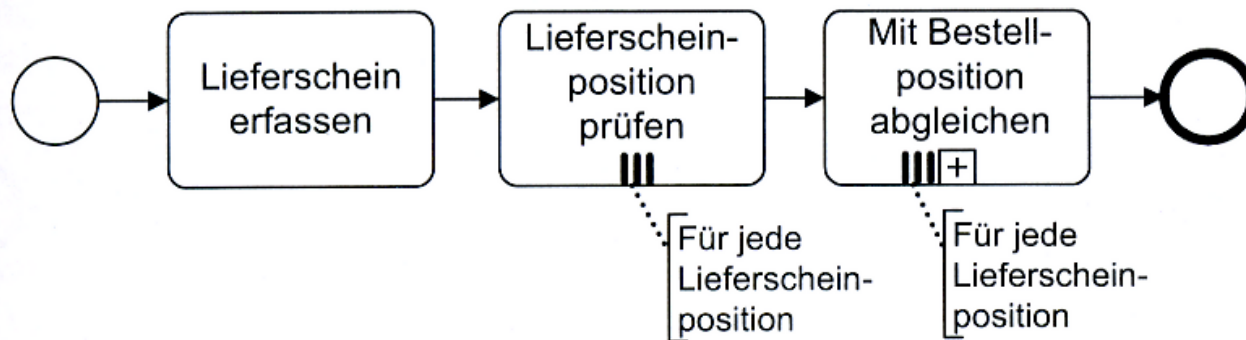 Lieferschein
erfassen
Lieferschein-
position
prüfen
Mit Bestell-
position
abgleichen
Für jede
Lieferschein-
position
Für jede
Lieferschein-
position